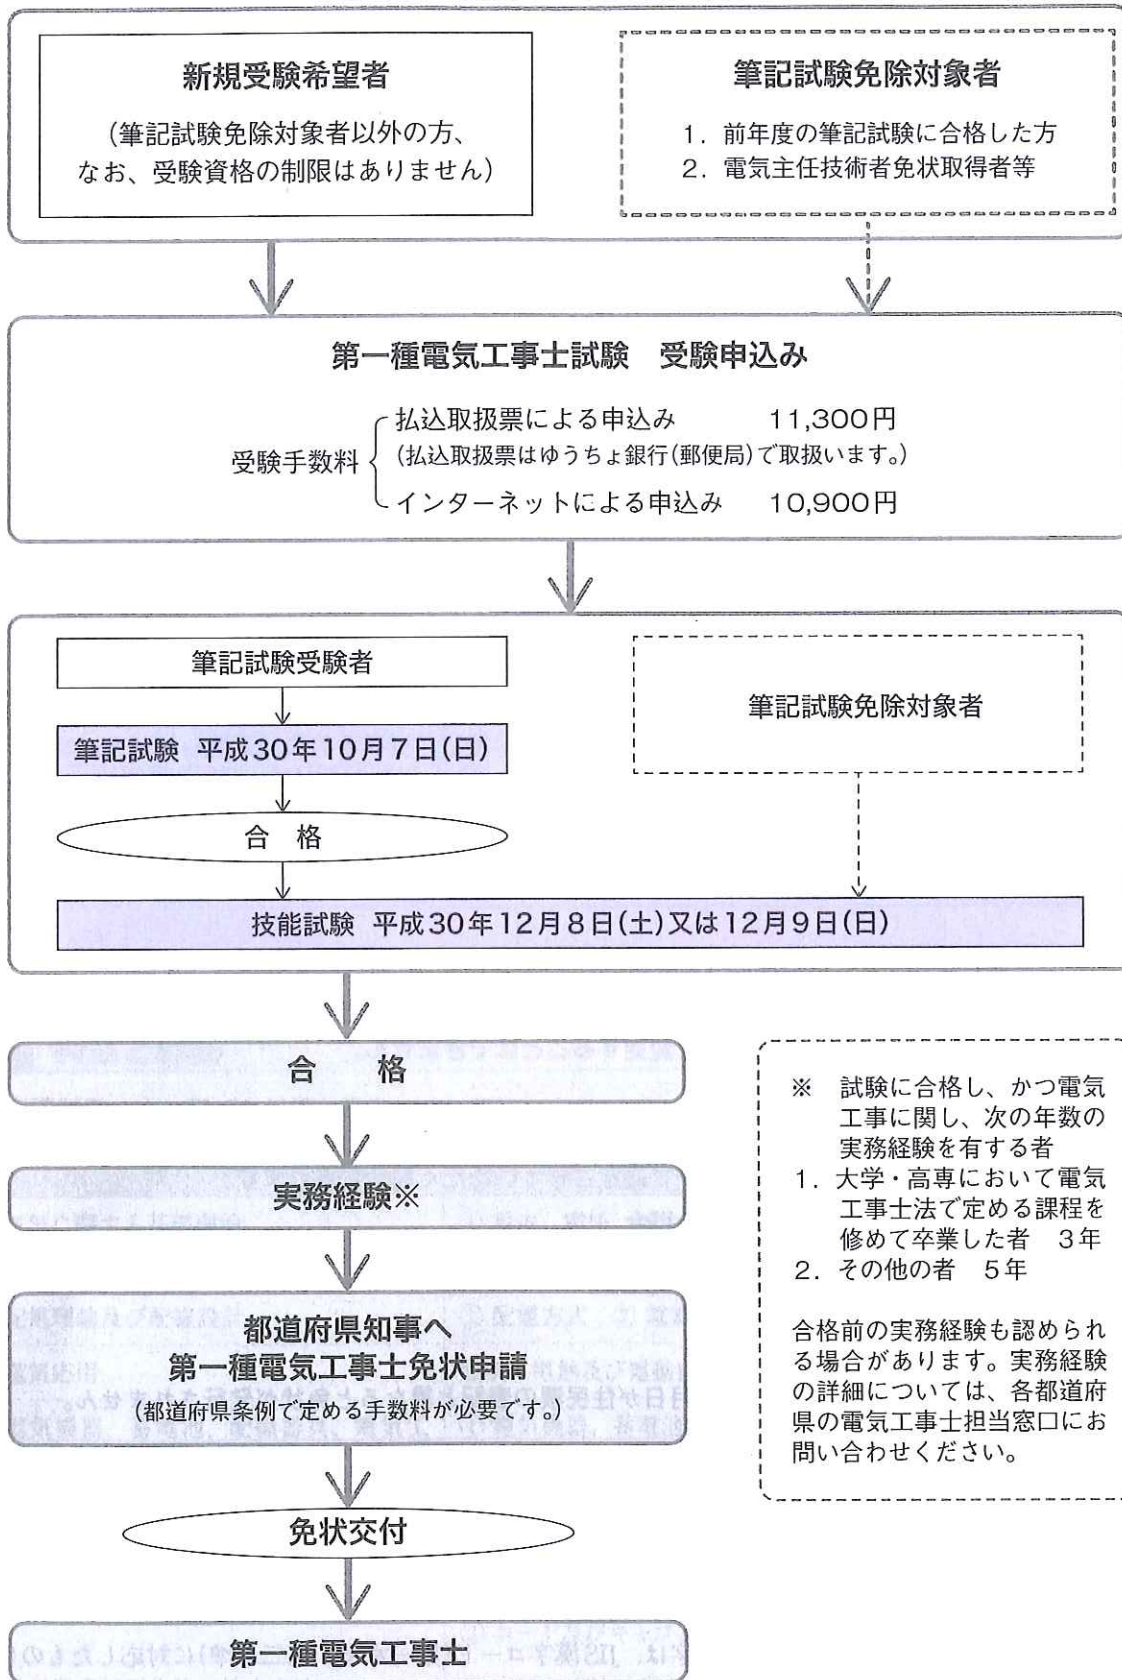 新規受験希望者
(筆記試験免除対象者以外の方、
なお、受験資格の制限はありません)
筆記試験免除対象者
1. 前年度の筆記試験に合格した方
2. 電気主任技術者免状取得者等
第一種電気工事士試験 受験申込み
受験手数料
払込取扱票による申込み 11,300円
(払込取扱票はゆうちょ銀行(郵便局)で取扱います。)
インターネットによる申込み 10,900円
筆記試験受験者
筆記試験 平成30年10月7日(日)
合 格
筆記試験免除対象者
技能試験 平成30年12月8日(土)又は12月9日(日)
合 格
実務経験※
都道府県知事へ
第一種電気工事士免状申請
(都道府県条例で定める手数料が必要です。)
免状交付
第一種電気工事士
※ 試験に合格し、かつ電気
工事に関し、次の年数の
実務経験を有する者
1. 大学・高専において電気
工事士法で定める課程を
修めて卒業した者 3年
2. その他の者 5年
合格前の実務経験も認められ
る場合があります。実務経験
の詳細については、各都道府
県の電気工事士担当窓口にお
問い合わせください。